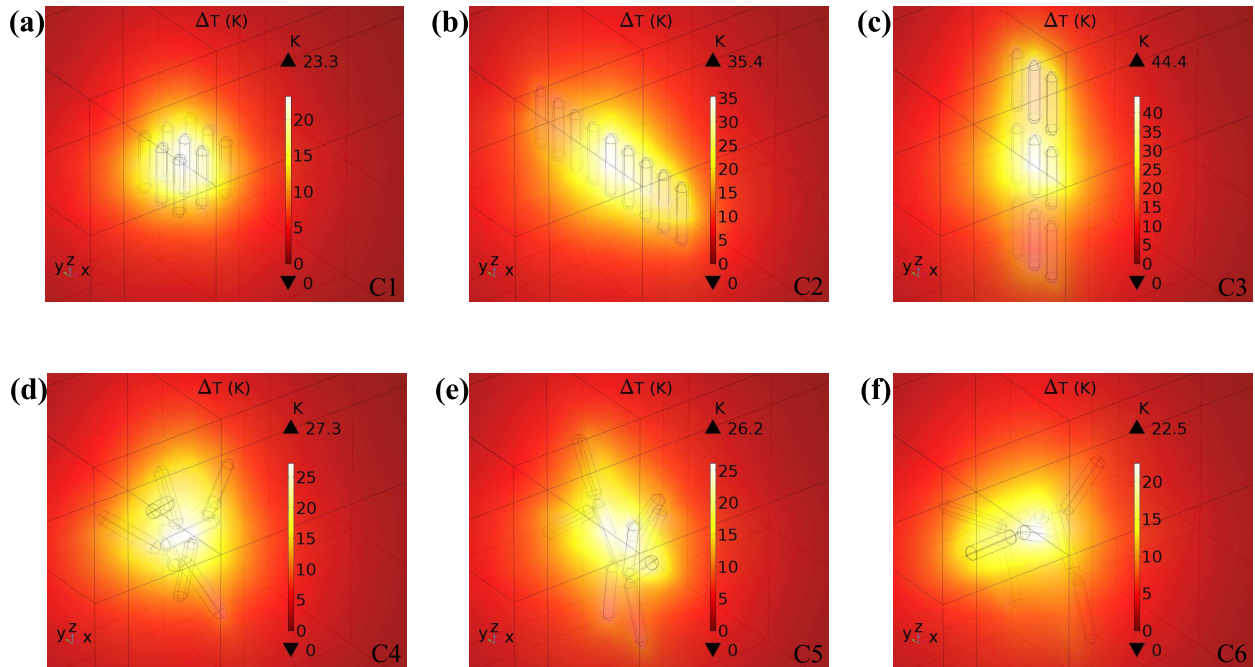 (a)
ΔT (K)
K
▲ 23.3
20
15
10
5
0
▼ 0
y z x
C1
(b)
ΔT (K)
K
▲ 35.4
35
30
25
20
15
10
5
0
▼ 0
y z x
C2
(c)
ΔT (K)
K
▲ 44.4
40
35
30
25
20
15
10
5
0
▼ 0
y z x
C3
(d)
ΔT (K)
K
▲ 27.3
25
20
15
10
5
0
▼ 0
y z x
C4
(e)
ΔT (K)
K
▲ 26.2
25
20
15
10
5
0
▼ 0
y z x
C5
(f)
ΔT (K)
K
▲ 22.5
20
15
10
5
0
▼ 0
y z x
C6